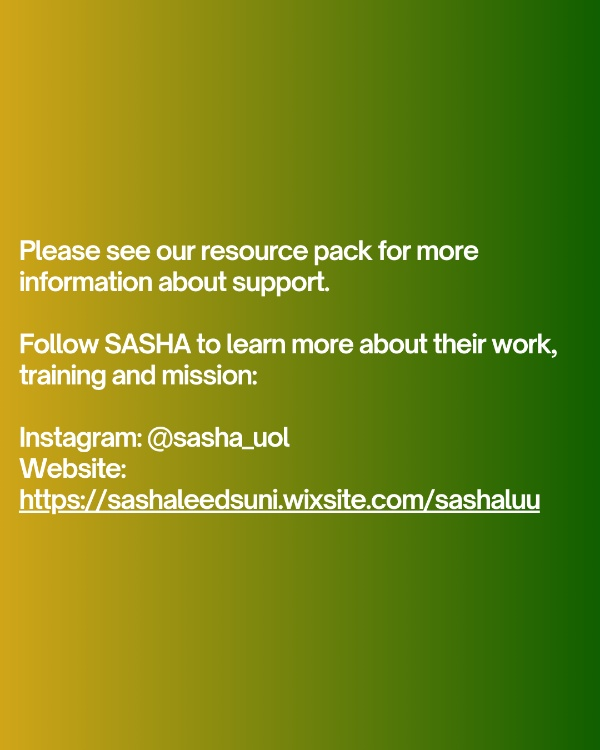 Please see our resource pack for more
information about support.
Follow SASHA to learn more about their work,
training and mission:
Instagram: @sasha_uol
Website:
https://sashaleedsuni.wixsite.com/sashaluu